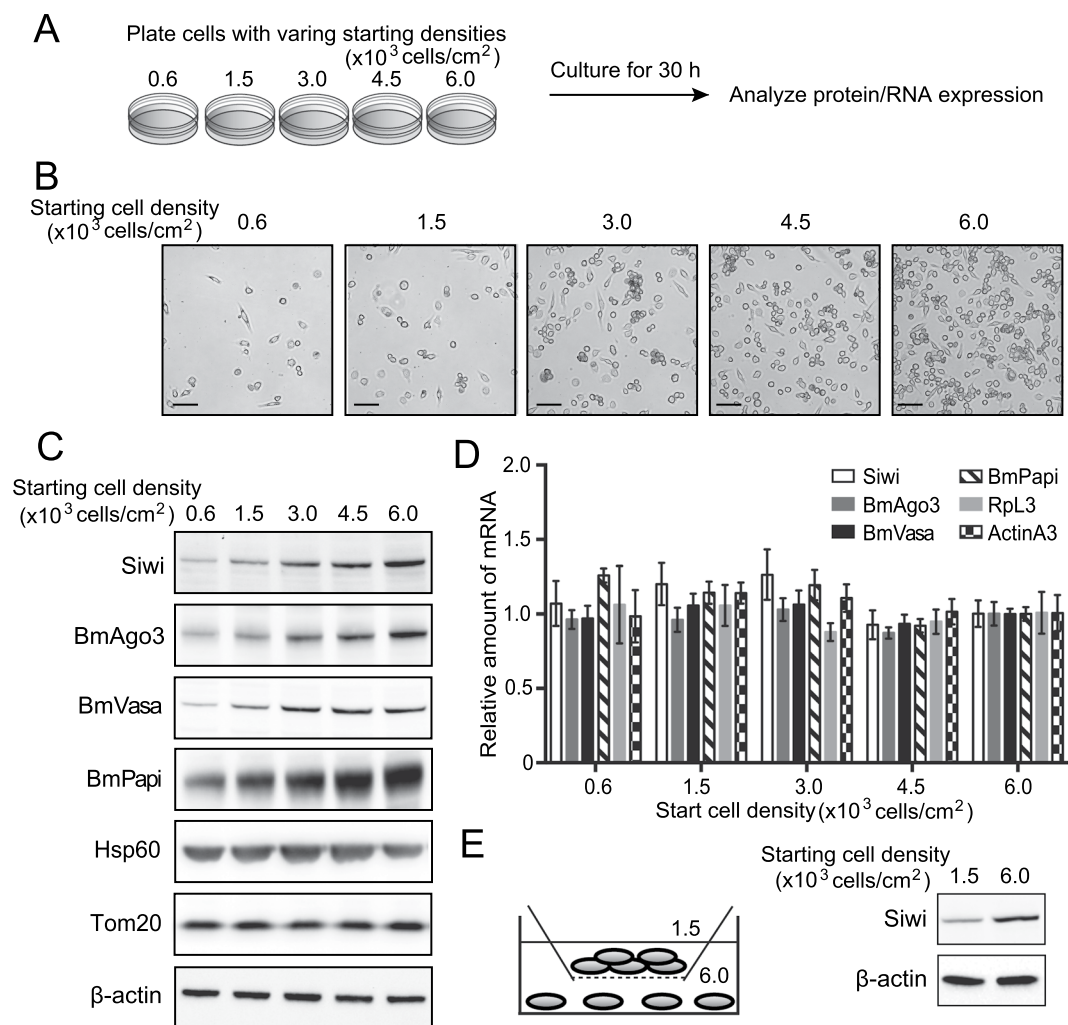 A
Plate cells with varing starting densities
(x10³ cells/cm²)
0.6 1.5 3.0 4.5 6.0
Culture for 30 h
Analyze protein/RNA expression
B
Starting cell density
(x10³ cells/cm²)
0.6 1.5 3.0 4.5 6.0
C
Starting cell density
(x10³ cells/cm²)
0.6 1.5 3.0 4.5 6.0
Siwi
BmAgo3
BmVasa
BmPapi
Hsp60
Tom20
β-actin
D
Relative amount of mRNA
2.0
1.5
1.0
0.5
0
Siwi
BmAgo3
BmVasa
BmPapi
RpL3
ActinA3
0.6 1.5 3.0 4.5 6.0
Start cell density (x10³ cells/cm²)
E
1.5
6.0
Starting cell density
(x10³ cells/cm²)
1.5 6.0
Siwi
β-actin